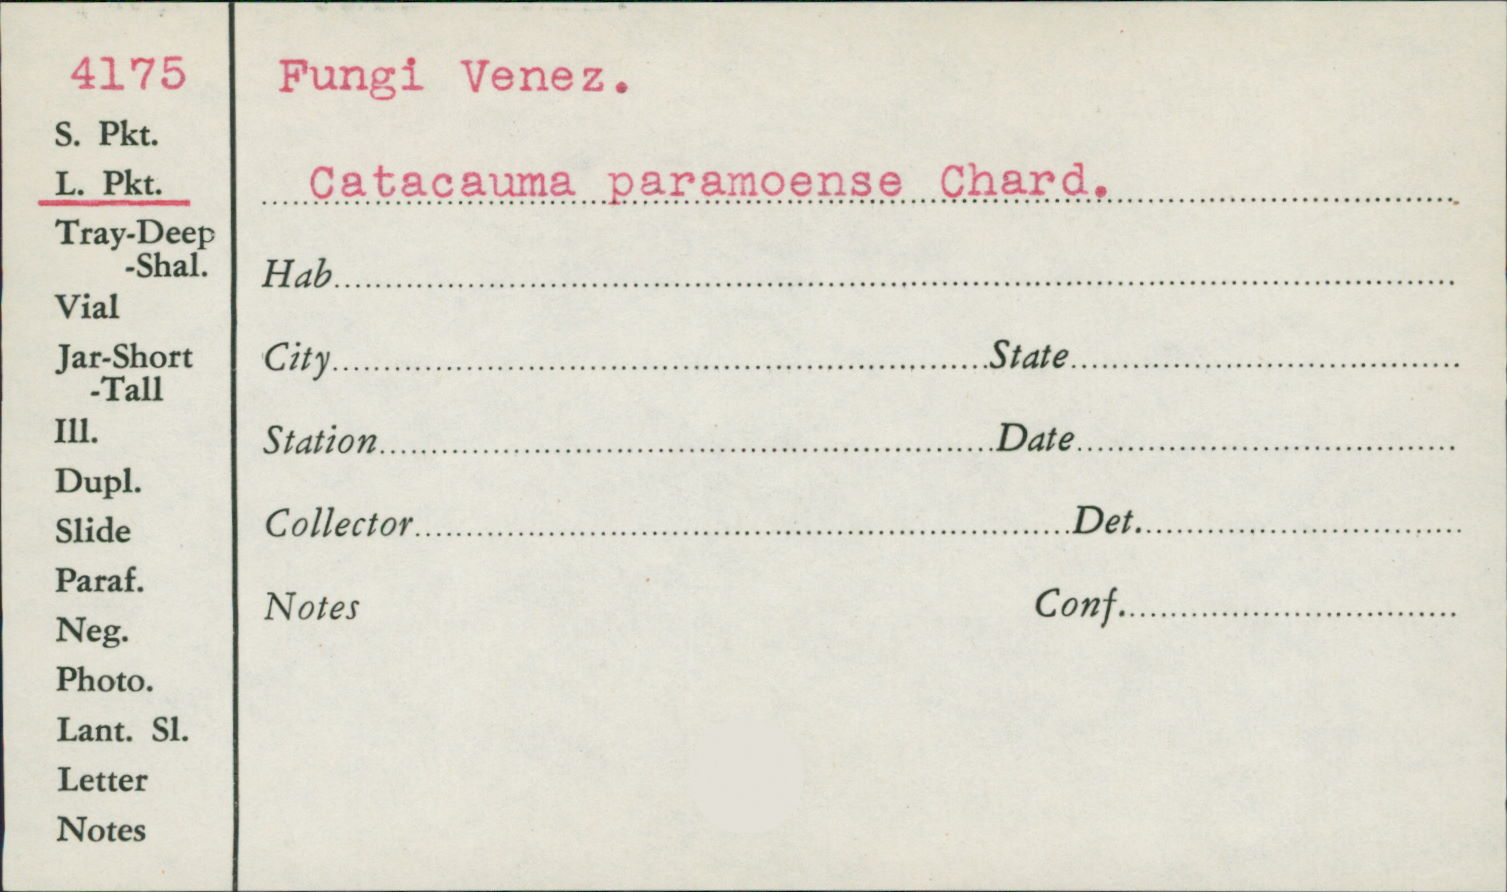 4175
S. Pkt.
L. Pkt.
Tray-Deep
-Shal.
Vial
Jar-Short
-Tall
Ill.
Dupl.
Slide
Paraf.
Neg.
Photo.
Lant. Sl.
Letter
Notes
Fungi Venez.
Catacauma paramoense Chard.
Hab
City State
Station Date
Collector Det.
Notes Conf.